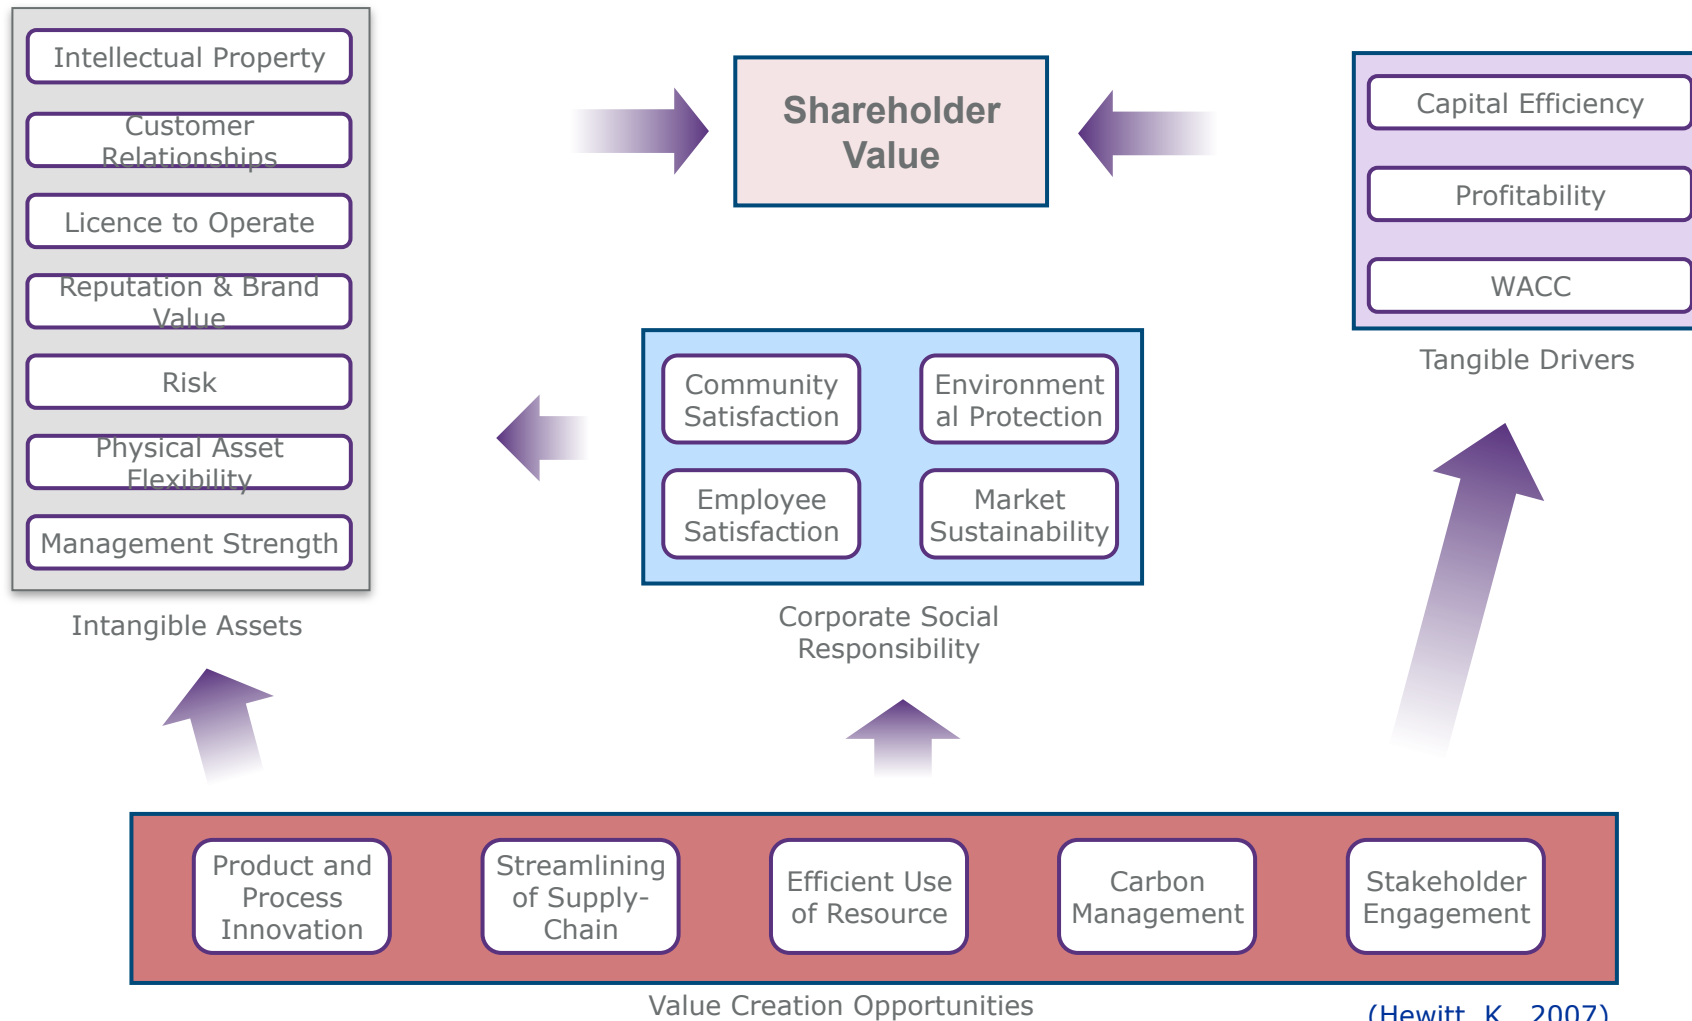 Intellectual Property
Customer
Relationships
Licence to Operate
Reputation & Brand
Value
Risk
Physical Asset
Flexibility
Management Strength
Intangible Assets
Shareholder
Value
Capital Efficiency
Profitability
WACC
Tangible Drivers
Community
Satisfaction
Environment
al Protection
Employee
Satisfaction
Market
Sustainability
Corporate Social
Responsibility
Product and
Process
Innovation
Streamlining
of Supply-
Chain
Efficient Use
of Resource
Carbon
Management
Stakeholder
Engagement
Value Creation Opportunities
(Hewitt, K., 2007)